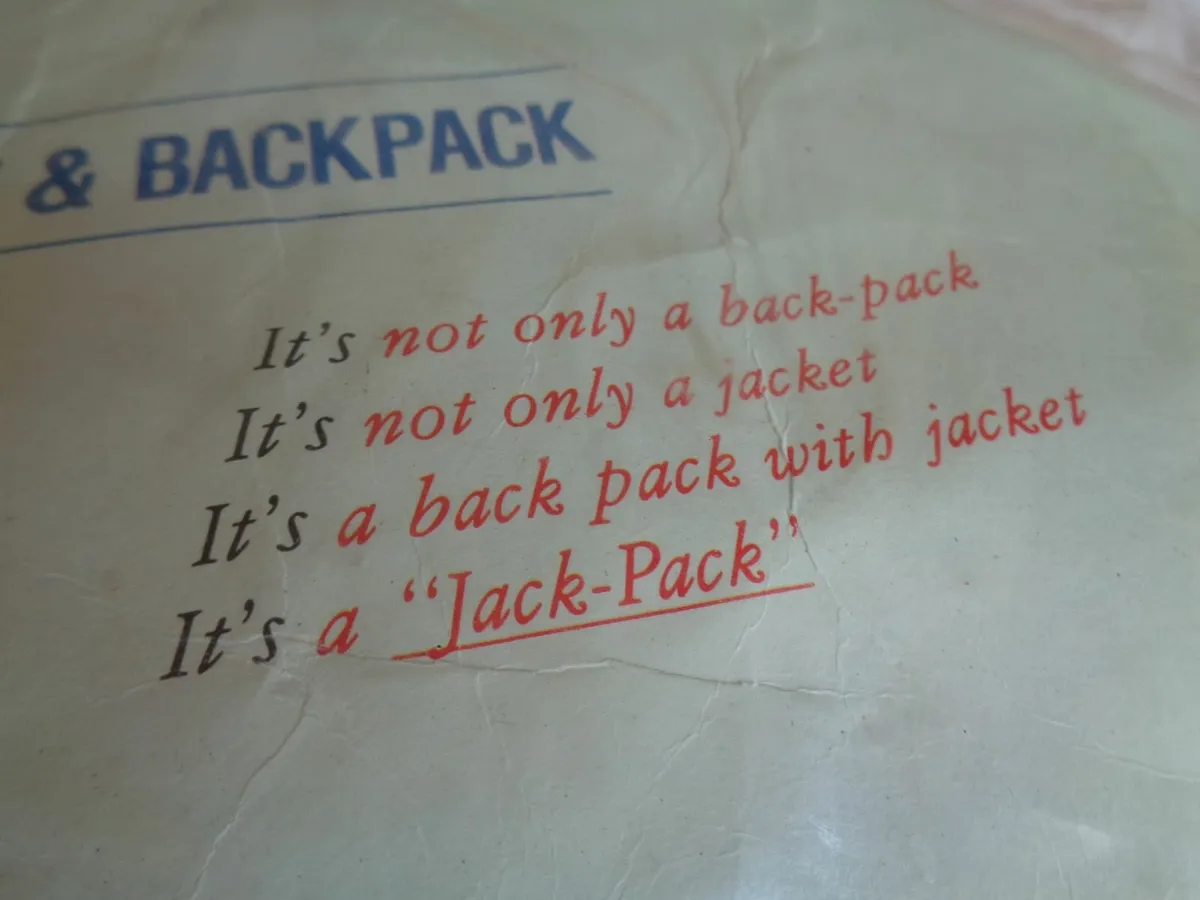 & BACKPACK
It's not only a back-pack
It's not only a jacket
It's a back pack with jacket
It's a “Jack-Pack”